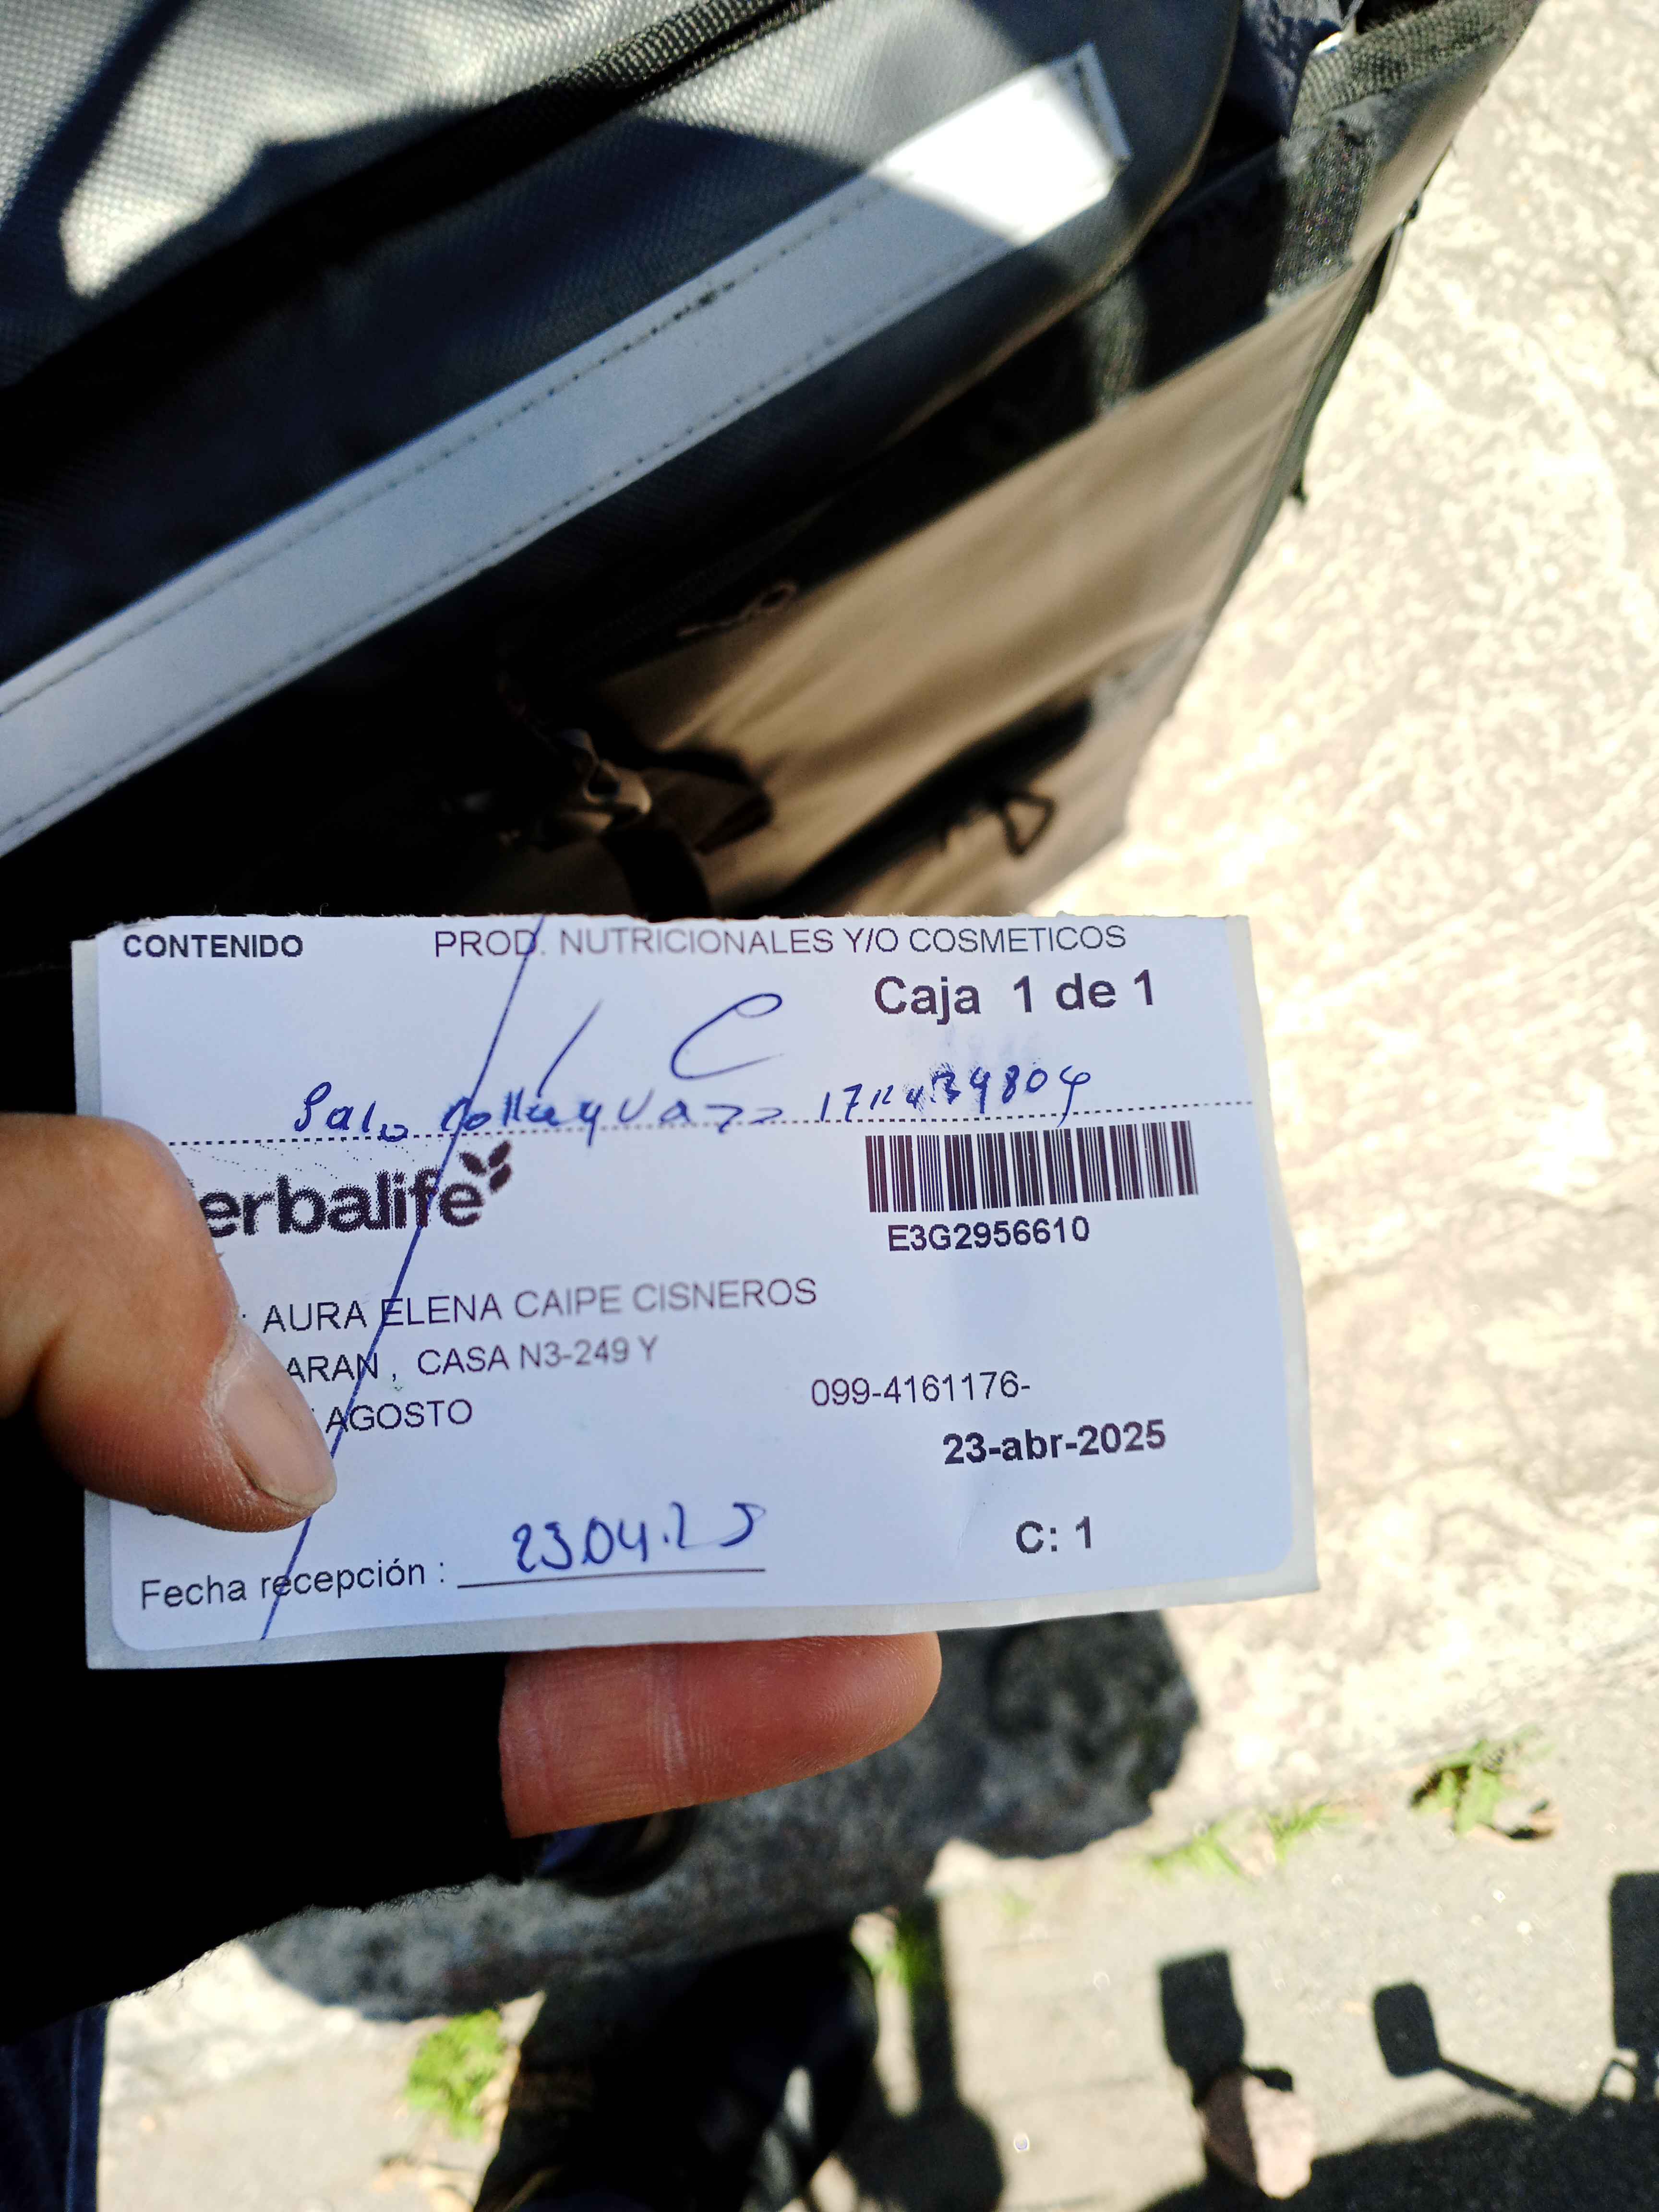 CONTENIDO PROD. NUTRICIONALES Y/O COSMETICOS
Caja 1 de 1
erbalife
E3G2956610
: AURA ELENA CAIPE CISNEROS
ARAN , CASA N3-249 Y
AGOSTO
099-4161176-
23-abr-2025
C: 1
Fecha recepción : 23.04.25